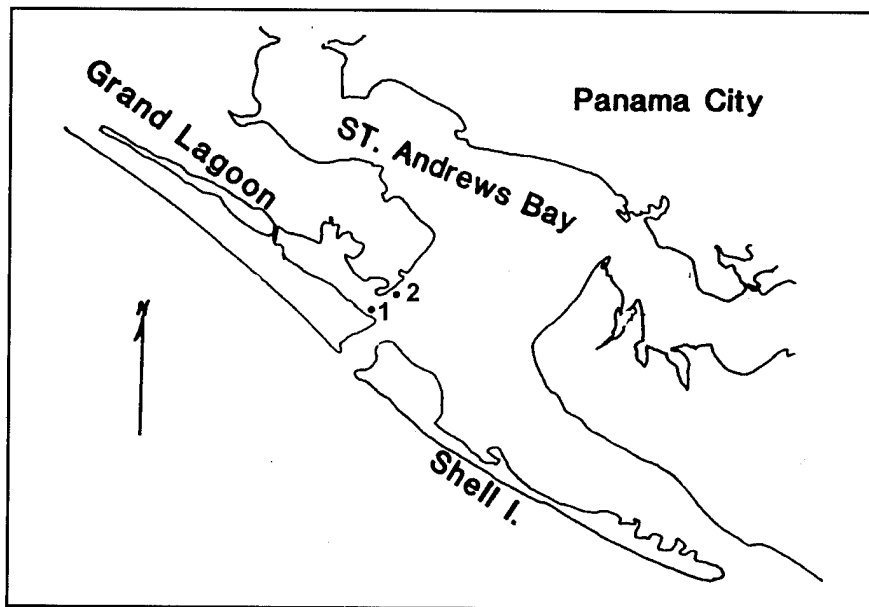 Grand Lagoon
ST. Andrews Bay
Panama City
2
1
N
Shell I.